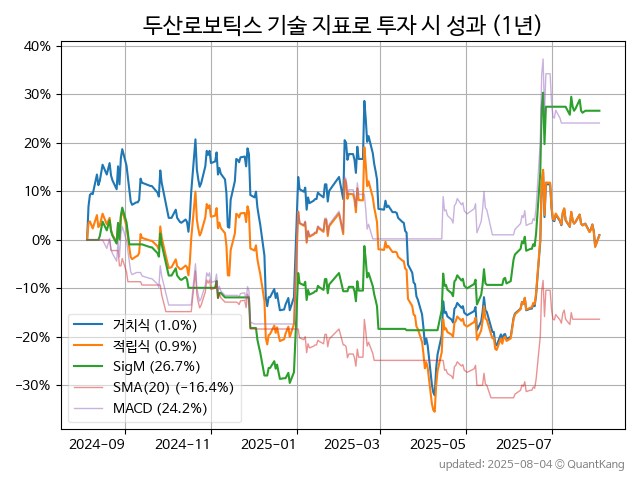 두산로보틱스 기술 지표로 투자 시 성과 (1년)
40%
30%
20%
10%
0%
−10%
−20%
−30%
거치식 (1.0%)
적립식 (0.9%)
SigM (26.7%)
SMA(20) (−16.4%)
MACD (24.2%)
2024−09
2024−11
2025−01
2025−03
2025−05
2025−07
updated: 2025−08−04 ⓒ QuantKang